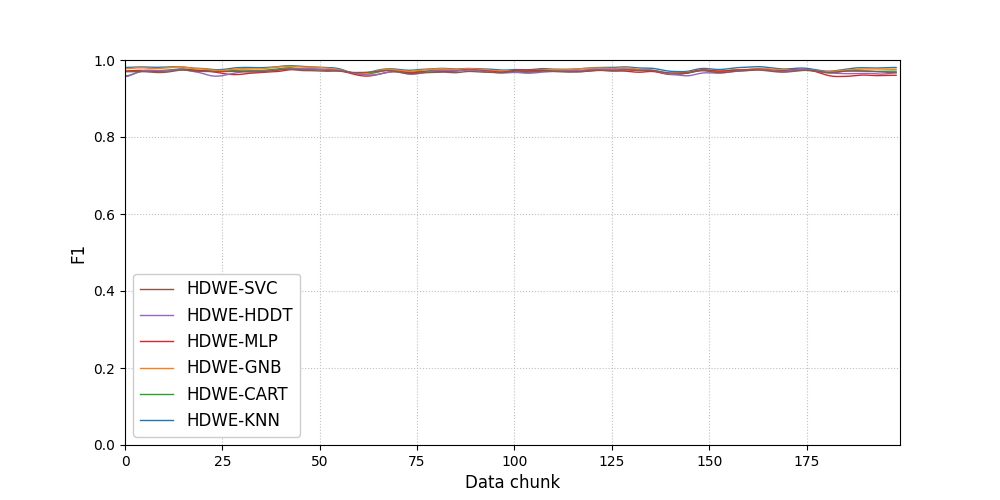 1.0
0.8
0.6
0.4
0.2
0.0
F1
HDWE-SVC
HDWE-HDDT
HDWE-MLP
HDWE-GNB
HDWE-CART
HDWE-KNN
0 25 50 75 100 125 150 175
Data chunk